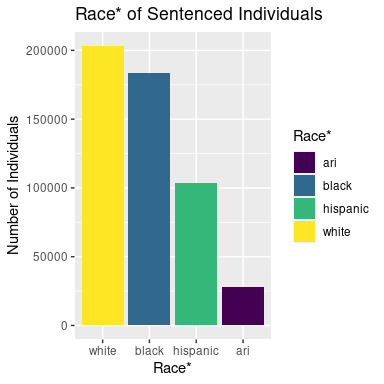 Race* of Sentenced Individuals
Number of Individuals
200000
150000
100000
50000
0
white black hispanic ari
Race*
Race*
ari
black
hispanic
white